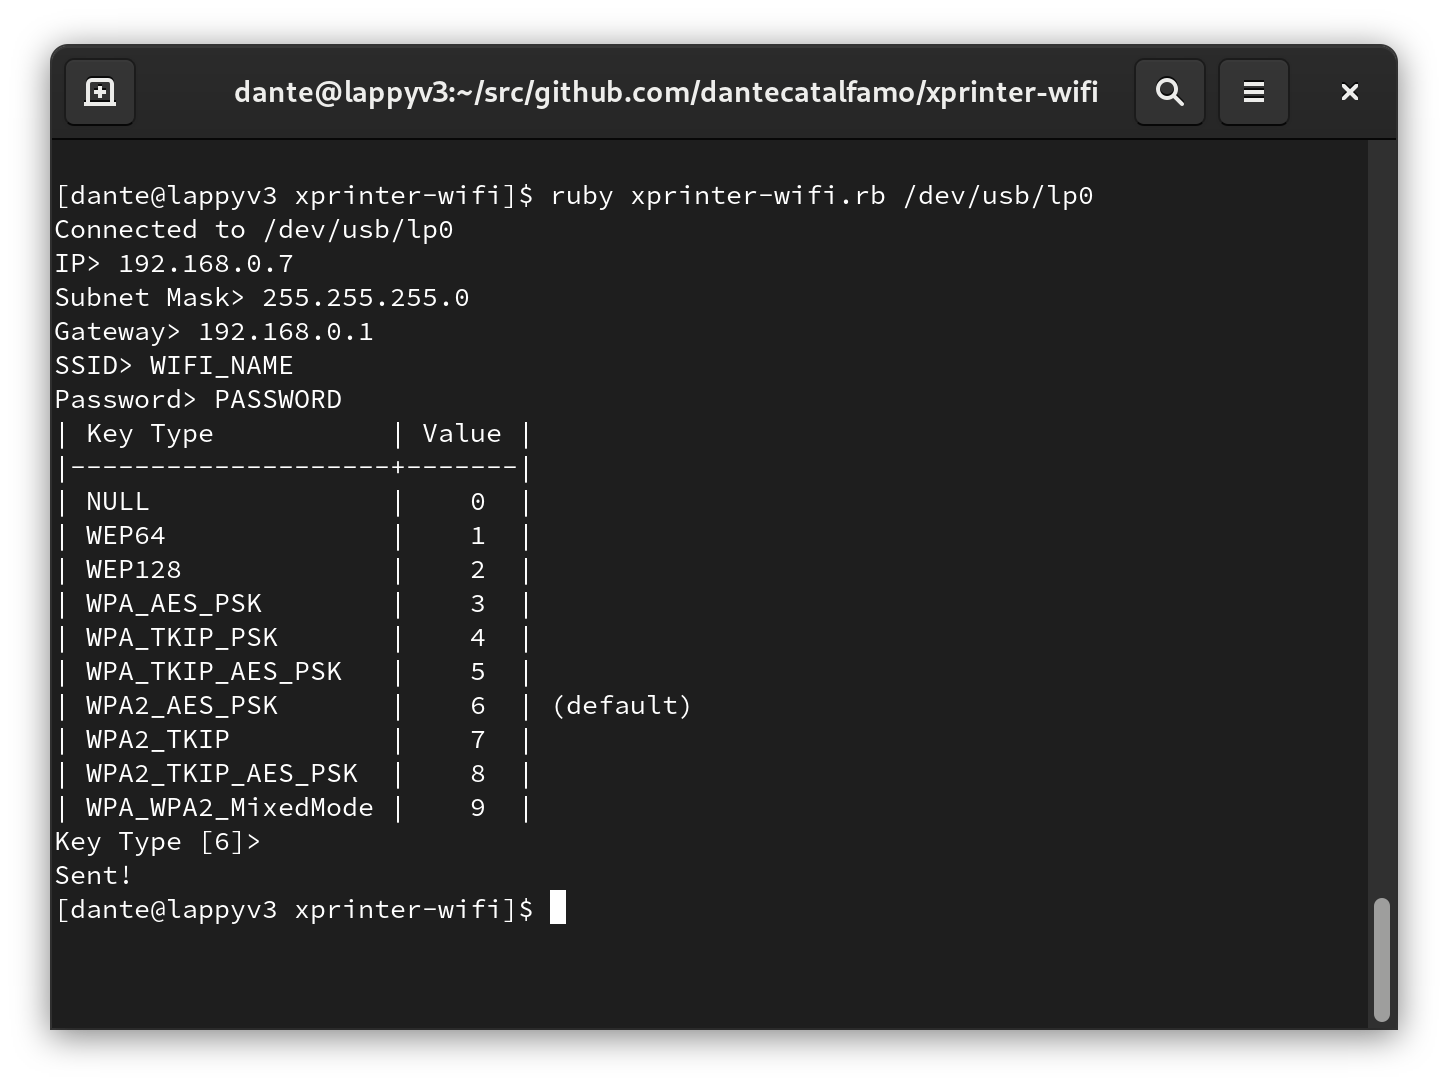 dante@lappyv3:~/src/github.com/dantecatalfamo/xprinter-wifi
[dante@lappyv3 xprinter-wifi]$ ruby xprinter-wifi.rb /dev/usb/lp0
Connected to /dev/usb/lp0
IP> 192.168.0.7
Subnet Mask> 255.255.255.0
Gateway> 192.168.0.1
SSID> WIFI_NAME
Password> PASSWORD
| Key Type           | Value |
|--------------------+-------|
| NULL               |    0  |
| WEP64              |    1  |
| WEP128             |    2  |
| WPA_AES_PSK        |    3  |
| WPA_TKIP_PSK       |    4  |
| WPA_TKIP_AES_PSK   |    5  |
| WPA2_AES_PSK       |    6  | (default)
| WPA2_TKIP          |    7  |
| WPA2_TKIP_AES_PSK  |    8  |
| WPA_WPA2_MixedMode |    9  |
Key Type [6]>
Sent!
[dante@lappyv3 xprinter-wifi]$